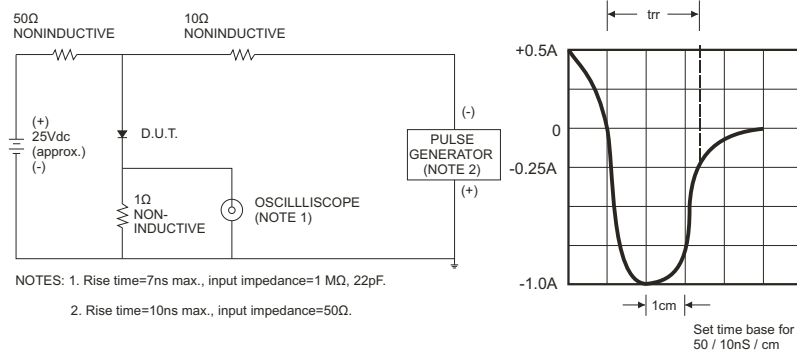 50Ω
NONINDUCTIVE
10Ω
NONINDUCTIVE
(+)
25Vdc
(approx.)
(-)
D.U.T.
1Ω
NON-
INDUCTIVE
OSCILLLISCOPE
(NOTE 1)
(-)
PULSE
GENERATOR
(NOTE 2)
(+)
NOTES: 1. Rise time=7ns max., input impedance=1 MΩ, 22pF.
2. Rise time=10ns max., input impedance=50Ω.
trr
+0.5A
0
-0.25A
-1.0A
1cm
Set time base for
50 / 10nS / cm